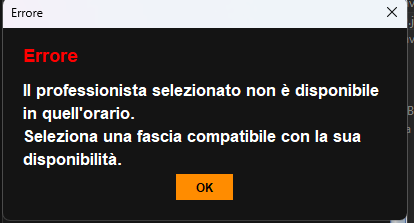 Errore
Errore
Il professionista selezionato non è disponibile
in quell'orario.
Seleziona una fascia compatibile con la sua
disponibilità.
OK